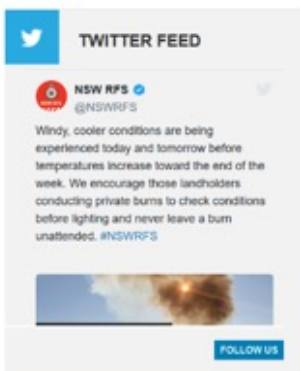 TWITTER FEED
NSW RFS
@NSWRFS
Windy, cooler conditions are being
experienced today and tomorrow before
temperatures increase toward the end of the
week. We encourage those landholders
conducting private burns to check conditions
before lighting and never leave a burn
unattended. #NSWRFS
FOLLOW US